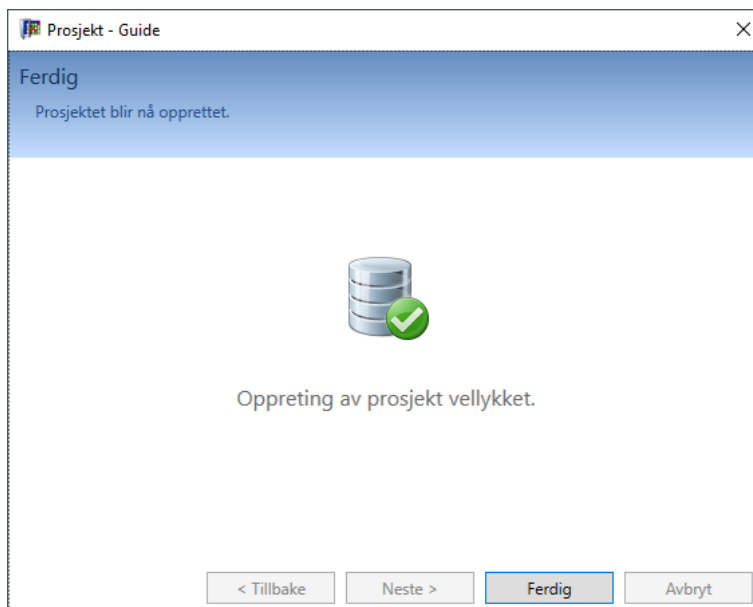 Prosjekt - Guide
Ferdig
Prosjektet blir nå opprettet.
Oppreting av prosjekt vellykket.
< Tillbake
Neste >
Ferdig
Avbryt